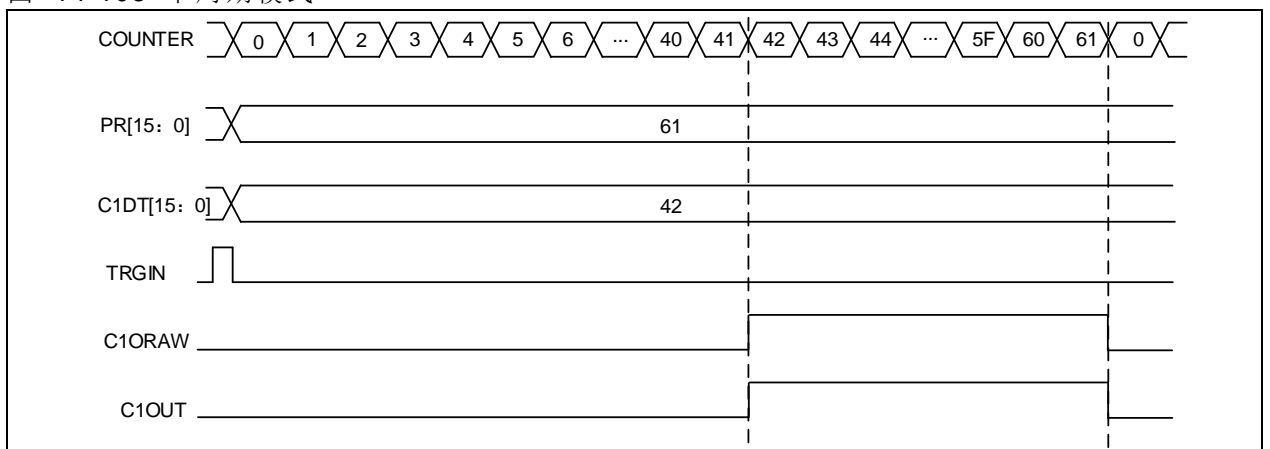 COUNTER 0 1 2 3 4 5 6 ... 40 41 42 43 44 ... 5F 60 61 0
PR[15：0] 61
C1DT[15：0] 42
TRGIN
C1ORAW
C1OUT